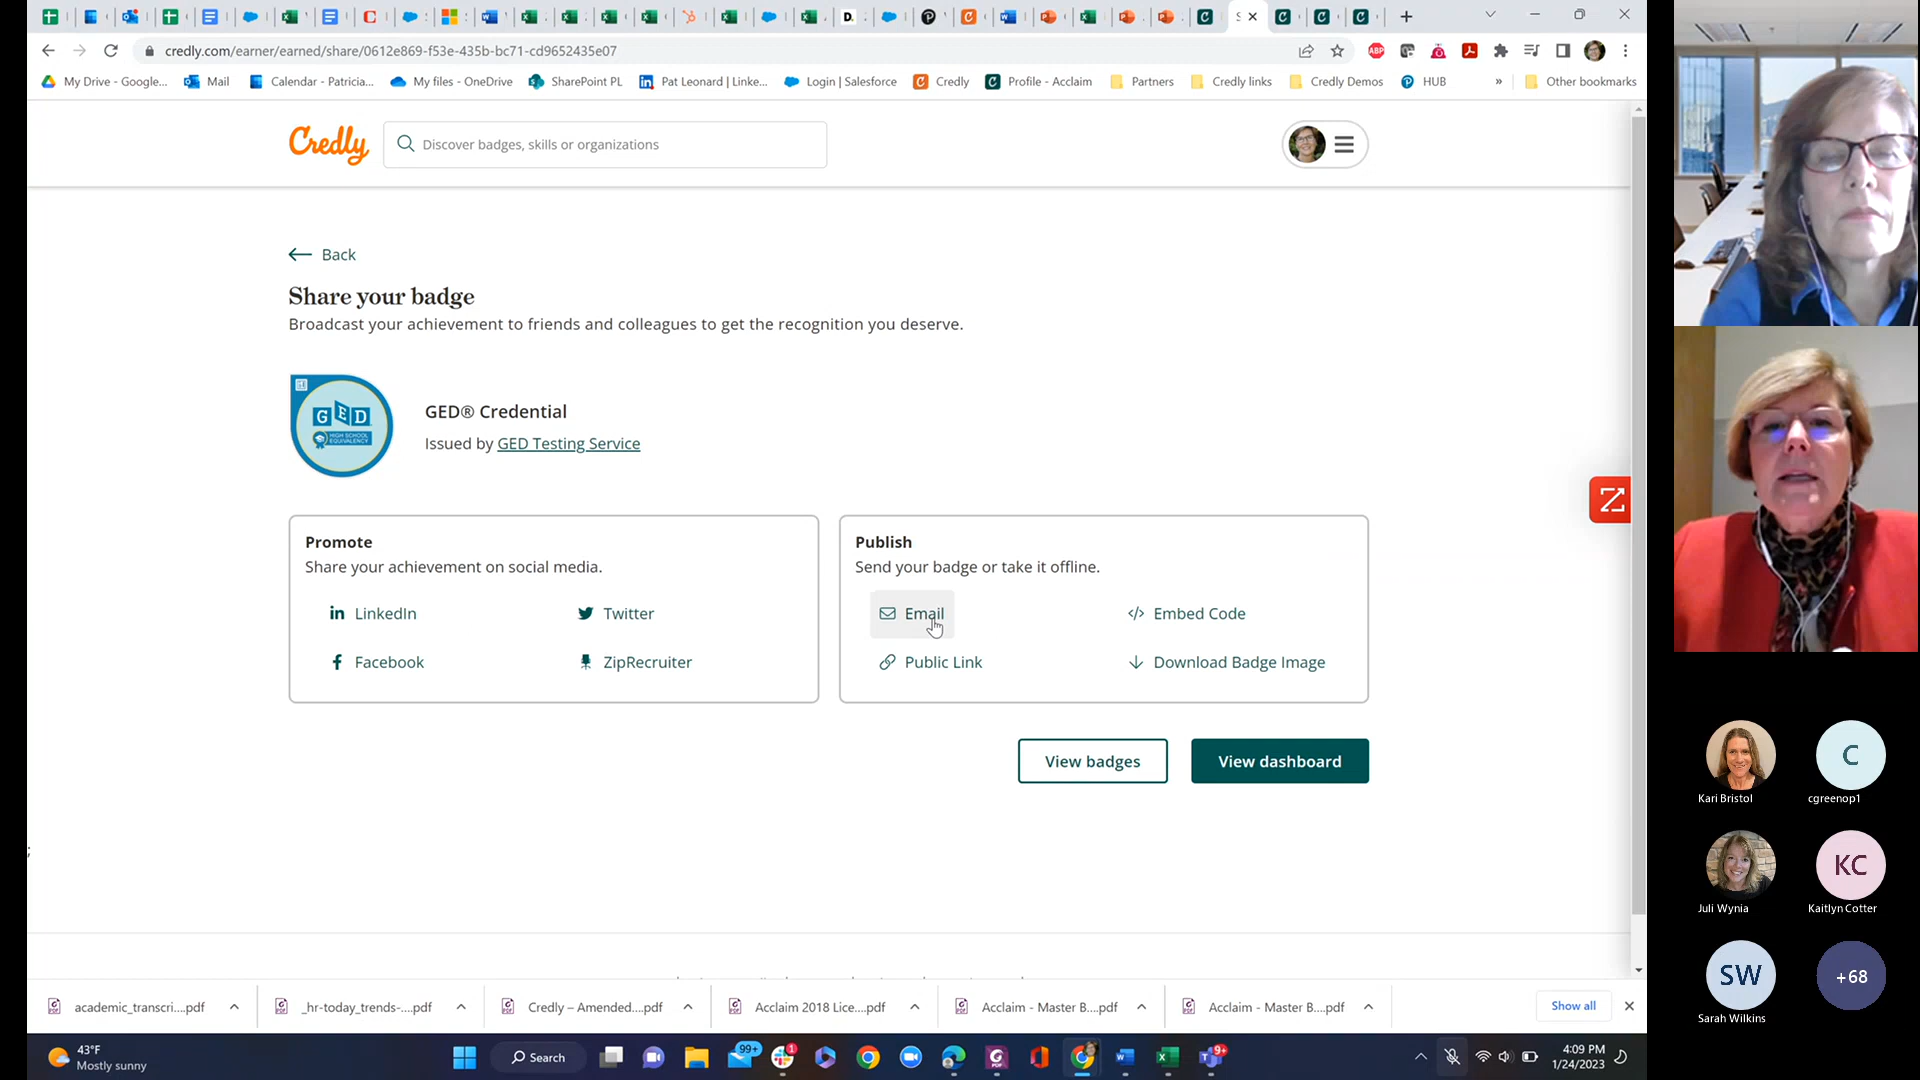 credly.com/earner/earned/share/0612e869-f53e-435b-bc71-cd9652435e07
ABP
My Drive - Google...
Mail
Calendar - Patricia...
My files - OneDrive
SharePoint PL
Pat Leonard | Linke...
Login | Salesforce
Credly
Profile - Acclaim
Partners
Credly links
Credly Demos
HUB
»
Other bookmarks
Credly
Discover badges, skills or organizations
Back
Share your badge
Broadcast your achievement to friends and colleagues to get the recognition you deserve.
GED
HIGH SCHOOL
EQUIVALENCY
GED® Credential
Issued by GED Testing Service
Promote
Share your achievement on social media.
LinkedIn
Twitter
Facebook
ZipRecruiter
Publish
Send your badge or take it offline.
Email
Embed Code
Public Link
Download Badge Image
View badges
View dashboard
Kari Bristol
C
cgreenop1
Juli Wynia
KC
Kaitlyn Cotter
SW
Sarah Wilkins
+68
academic_transcri....pdf
_hr-today_trends-....pdf
Credly – Amended....pdf
Acclaim 2018 Lice....pdf
Acclaim - Master B....pdf
Acclaim - Master B....pdf
Show all
43°F
Mostly sunny
Search
99+
1
9+
4:09 PM
1/24/2023